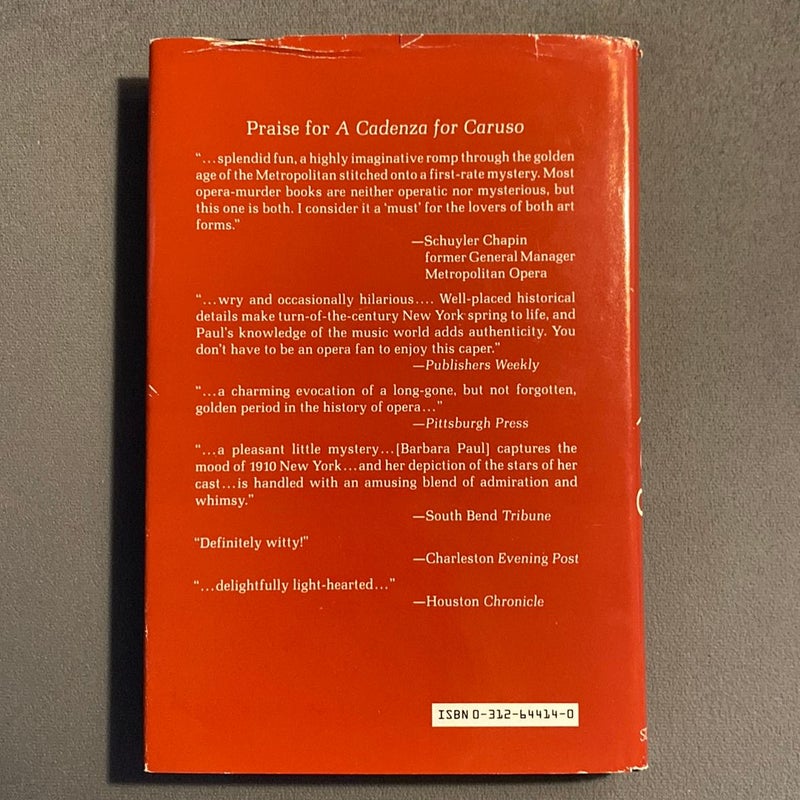 Praise for A Cadenza for Caruso
“...splendid fun, a highly imaginative romp through the golden
age of the Metropolitan stitched onto a first-rate mystery. Most
opera-murder books are neither operatic nor mysterious, but
this one is both. I consider it a ‘must’ for the lovers of both art
forms.”
—Schuyler Chapin
former General Manager
Metropolitan Opera
“...wry and occasionally hilarious.... Well-placed historical
details make turn-of-the-century New York spring to life, and
Paul’s knowledge of the music world adds authenticity. You
don’t have to be an opera fan to enjoy this caper.”
—Publishers Weekly
“...a charming evocation of a long-gone, but not forgotten,
golden period in the history of opera...”
—Pittsburgh Press
“...a pleasant little mystery...[Barbara Paul] captures the
mood of 1910 New York...and her depiction of the stars of her
cast...is handled with an amusing blend of admiration and
whimsy.”
—South Bend Tribune
“Definitely witty!”
—Charleston Evening Post
“...delightfully light-hearted...”
—Houston Chronicle
ISBN 0-312-64414-0